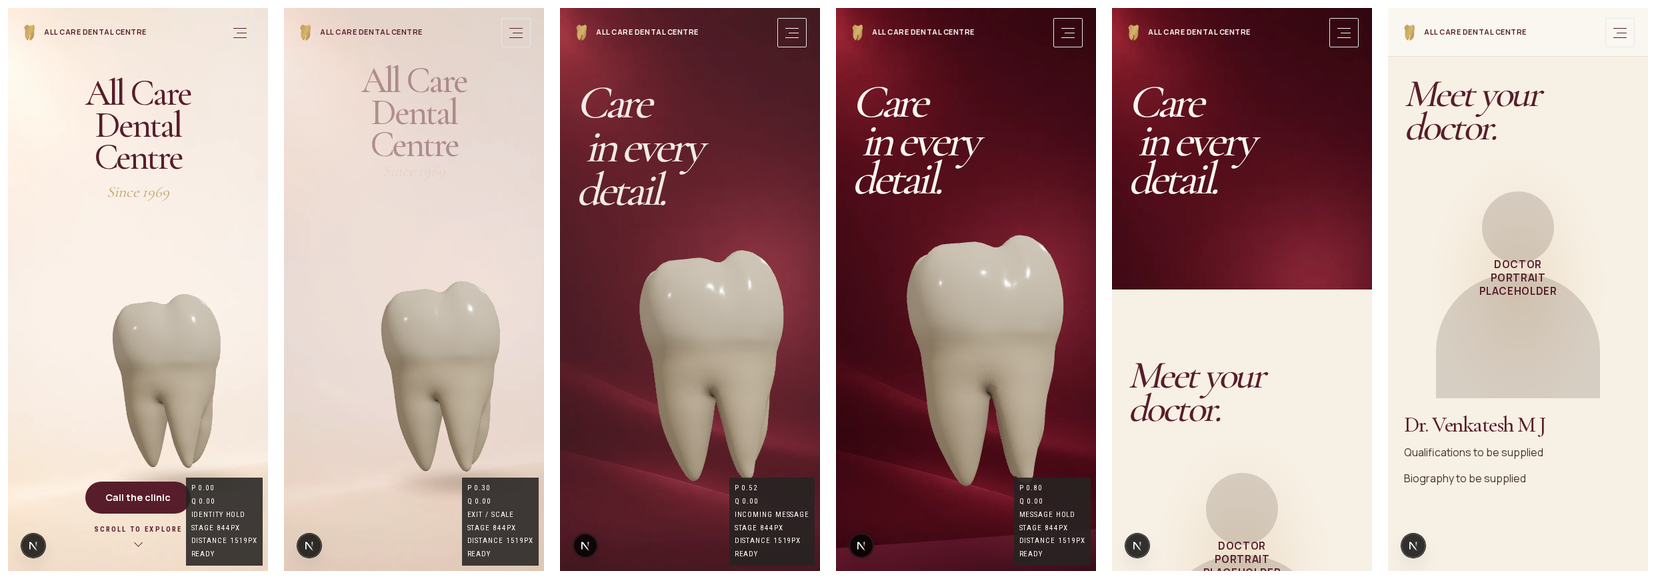 ALL CARE DENTAL CENTRE
All Care
Dental
Centre
Since 1969
Call the clinic
SCROLL TO EXPLORE
N
P 0.00
Q 0.00
IDENTITY HOLD
STAGE 844PX
DISTANCE 1519PX
READY
ALL CARE DENTAL CENTRE
All Care
Dental
Centre
Since 1969
N
P 0.30
Q 0.00
EXIT / SCALE
STAGE 844PX
DISTANCE 1519PX
READY
ALL CARE DENTAL CENTRE
Care
in every
detail.
N
P 0.52
Q 0.00
INCOMING MESSAGE
STAGE 844PX
DISTANCE 1519PX
READY
ALL CARE DENTAL CENTRE
Care
in every
detail.
N
P 0.80
Q 0.00
MESSAGE HOLD
STAGE 844PX
DISTANCE 1519PX
READY
ALL CARE DENTAL CENTRE
Care
in every
detail.
Meet your
doctor.
DOCTOR
PORTRAIT
PLACEHOLDER
N
ALL CARE DENTAL CENTRE
Meet your
doctor.
DOCTOR
PORTRAIT
PLACEHOLDER
Dr. Venkatesh M J
Qualifications to be supplied
Biography to be supplied
N